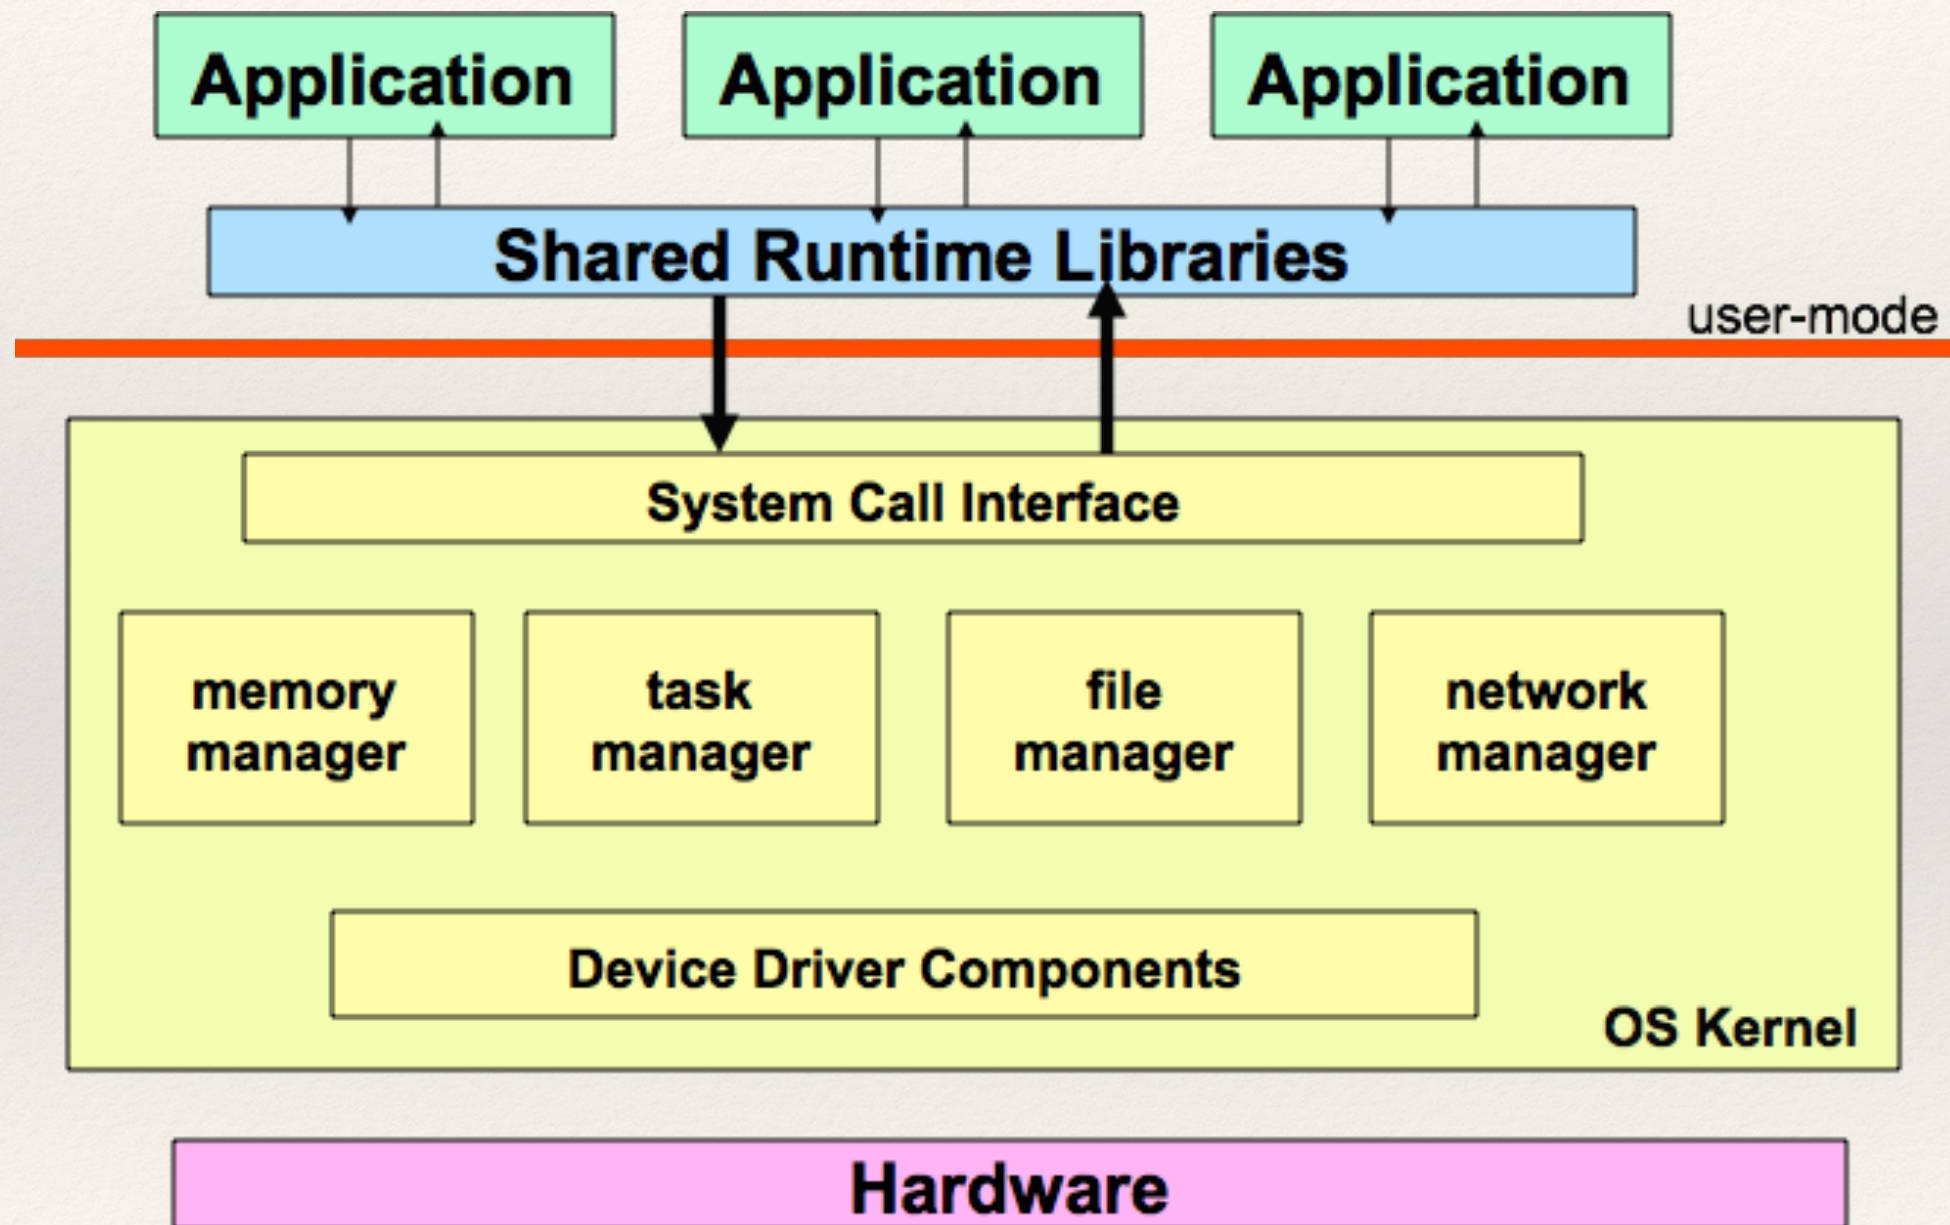 Application
Application
Application
Shared Runtime Libraries
user-mode
System Call Interface
memory
manager
task
manager
file
manager
network
manager
Device Driver Components
OS Kernel
Hardware